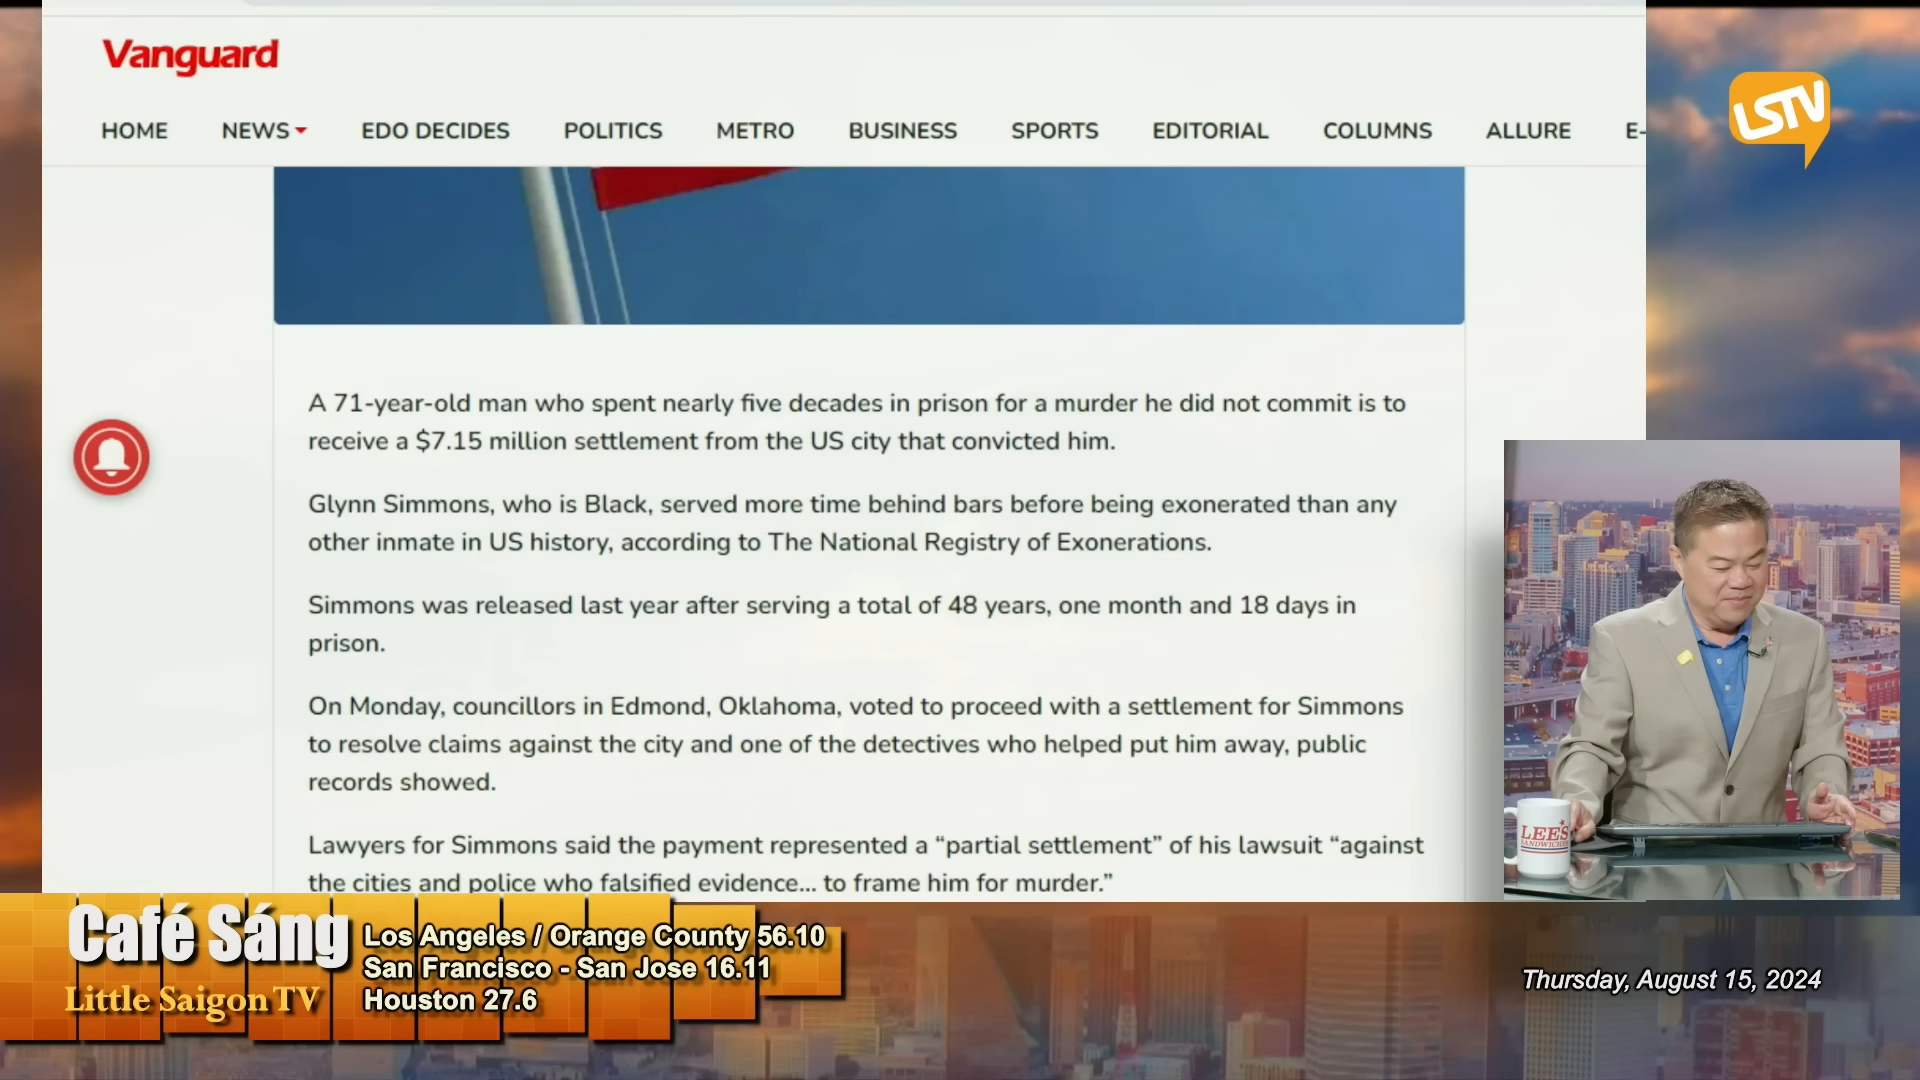 Vanguard
HOME NEWS EDO DECIDES POLITICS METRO BUSINESS SPORTS EDITORIAL COLUMNS ALLURE E-
LSTV
A 71-year-old man who spent nearly five decades in prison for a murder he did not commit is to
receive a $7.15 million settlement from the US city that convicted him.
Glynn Simmons, who is Black, served more time behind bars before being exonerated than any
other inmate in US history, according to The National Registry of Exonerations.
Simmons was released last year after serving a total of 48 years, one month and 18 days in
prison.
On Monday, councillors in Edmond, Oklahoma, voted to proceed with a settlement for Simmons
to resolve claims against the city and one of the detectives who helped put him away, public
records showed.
Lawyers for Simmons said the payment represented a “partial settlement” of his lawsuit “against
the cities and police who falsified evidence... to frame him for murder.”
LEE'S
SANDWICHES
Café Sáng
Little Saigon TV
Los Angeles / Orange County 56.10
San Francisco - San Jose 16.11
Houston 27.6
Thursday, August 15, 2024